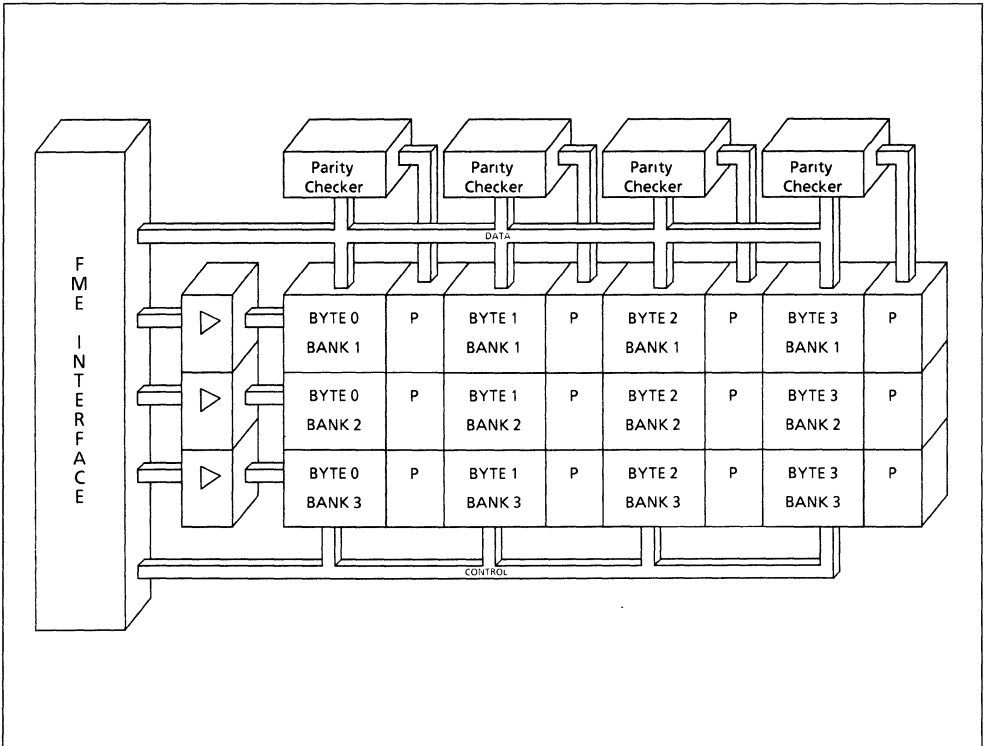 Parity Checker
Parity Checker
Parity Checker
Parity Checker
DATA
FME INTERFACE
BYTE 0 P BYTE 1 P BYTE 2 P BYTE 3 P
BANK 1 BANK 1 BANK 1 BANK 1
BYTE 0 P BYTE 1 P BYTE 2 P BYTE 3 P
BANK 2 BANK 2 BANK 2 BANK 2
BYTE 0 P BYTE 1 P BYTE 2 P BYTE 3 P
BANK 3 BANK 3 BANK 3 BANK 3
CONTROL